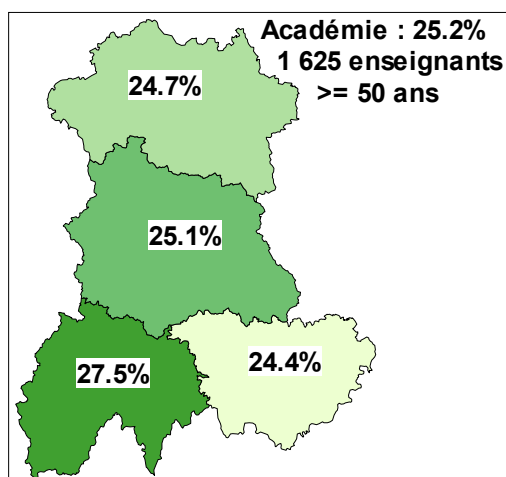 Académie : 25.2%
1 625 enseignants
>= 50 ans
24.7%
25.1%
27.5%
24.4%